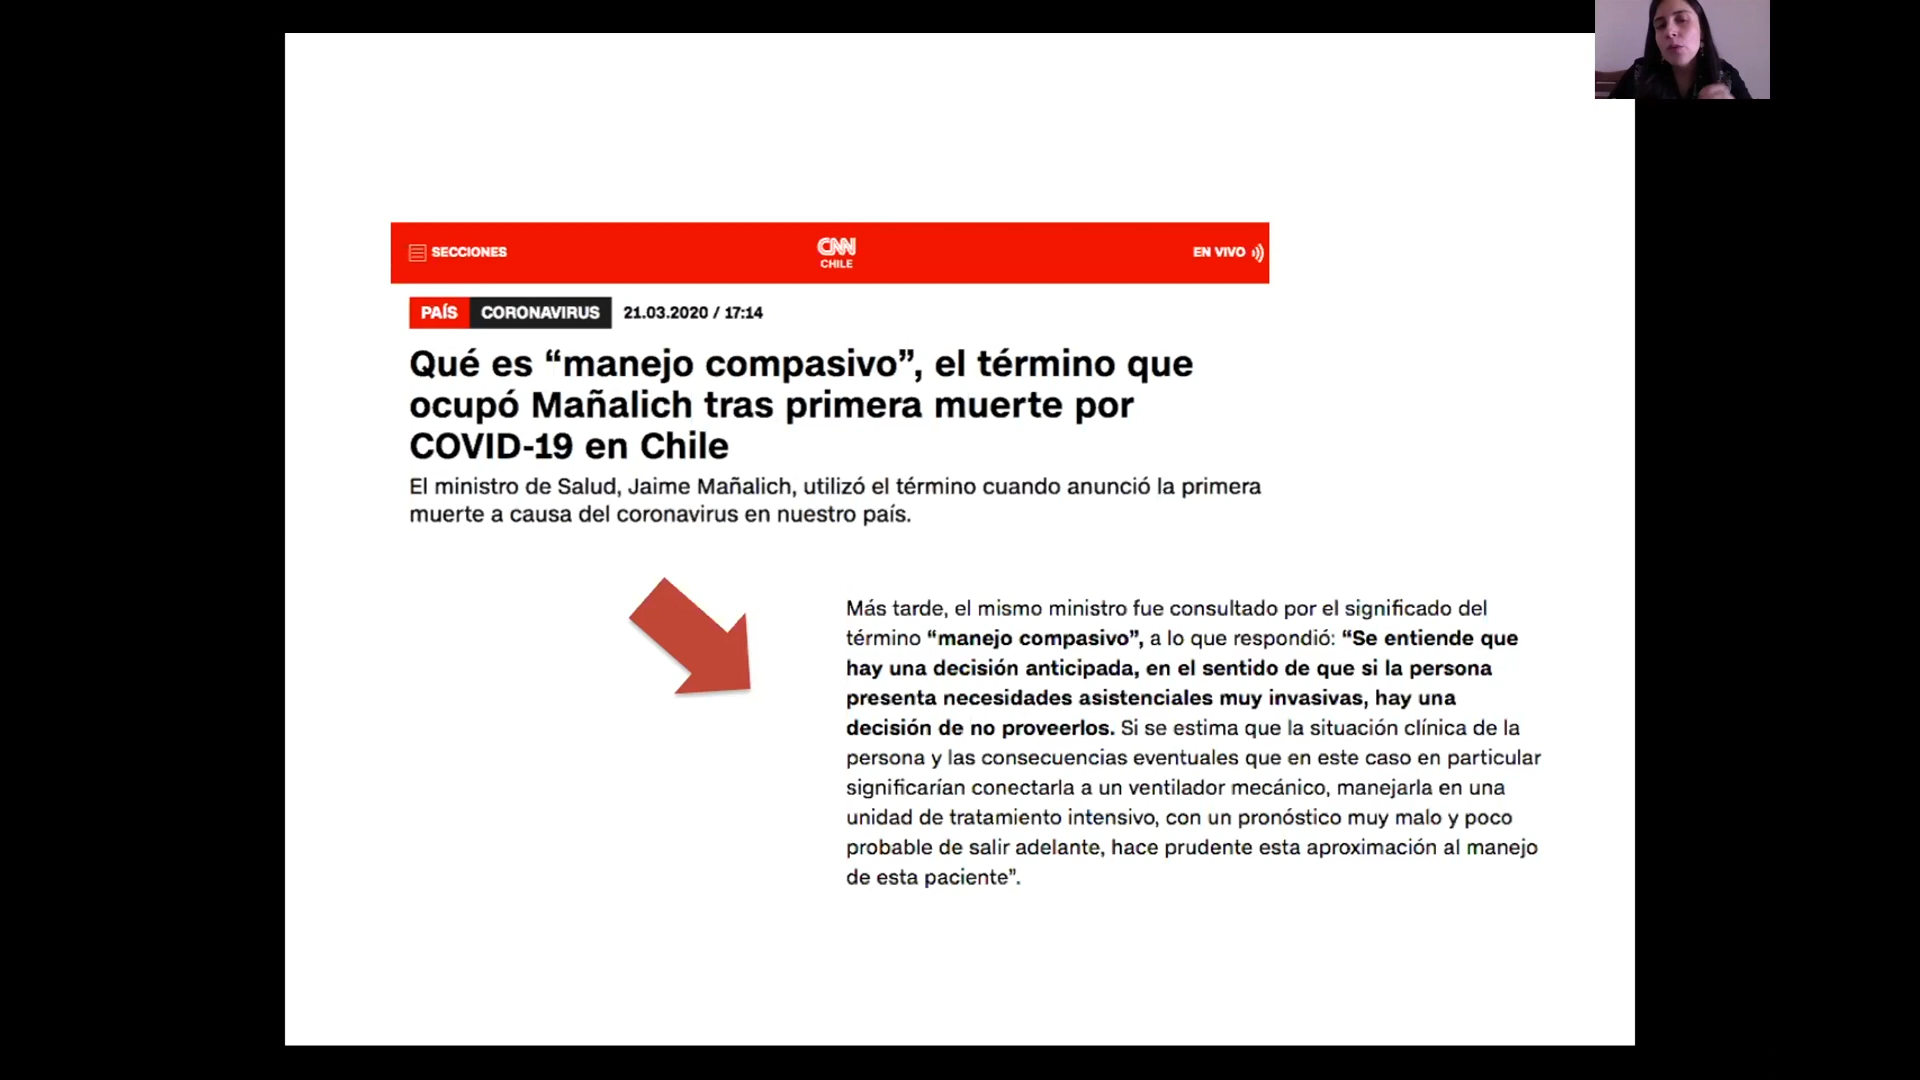 SECCIONES
CNN
CHILE
EN VIVO
PAÍS CORONAVIRUS 21.03.2020 / 17:14
Qué es “manejo compasivo”, el término que
ocupó Mañalich tras primera muerte por
COVID-19 en Chile
El ministro de Salud, Jaime Mañalich, utilizó el término cuando anunció la primera
muerte a causa del coronavirus en nuestro país.
Más tarde, el mismo ministro fue consultado por el significado del
término “manejo compasivo”, a lo que respondió: “Se entiende que
hay una decisión anticipada, en el sentido de que si la persona
presenta necesidades asistenciales muy invasivas, hay una
decisión de no proveerlos. Si se estima que la situación clínica de la
persona y las consecuencias eventuales que en este caso en particular
significarían conectarla a un ventilador mecánico, manejarla en una
unidad de tratamiento intensivo, con un pronóstico muy malo y poco
probable de salir adelante, hace prudente esta aproximación al manejo
de esta paciente”.